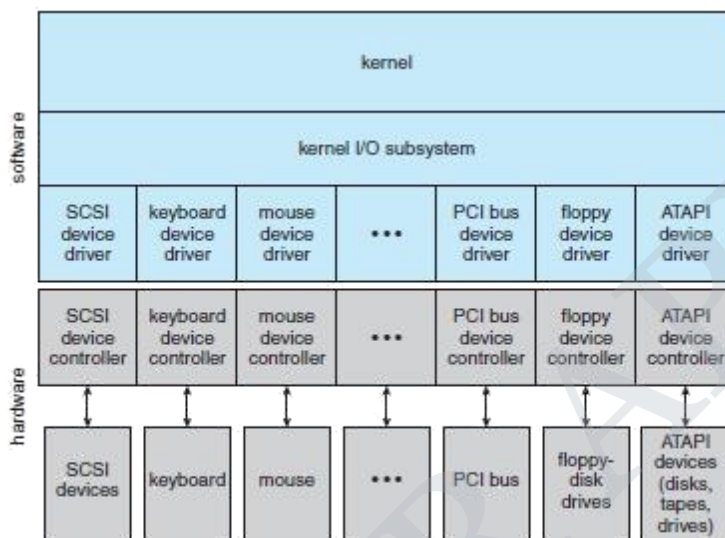 software
kernel
kernel I/O subsystem
SCSI
device
driver
keyboard
device
driver
mouse
device
driver
•••
PCI bus
device
driver
floppy
device
driver
ATAPI
device
driver
hardware
SCSI
device
controller
keyboard
device
controller
mouse
device
controller
•••
PCI bus
device
controller
floppy
device
controller
ATAPI
device
controller
SCSI
devices
keyboard
mouse
•••
PCI bus
floppy-
disk
drives
ATAPI
devices
(disks,
tapes,
drives)